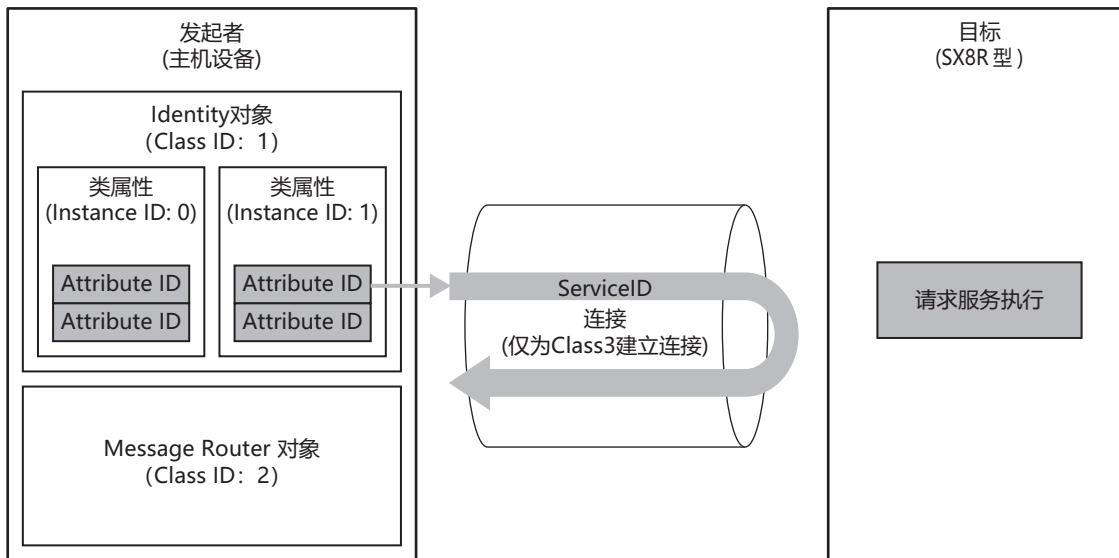 发起者
(主机设备)
Identity对象
（Class ID：1）
类属性
(Instance ID: 0)
Attribute ID
Attribute ID
类属性
(Instance ID: 1)
Attribute ID
Attribute ID
Message Router 对象
（Class ID：2）
ServiceID
连接
(仅为Class3建立连接)
目标
(SX8R 型 )
请求服务执行